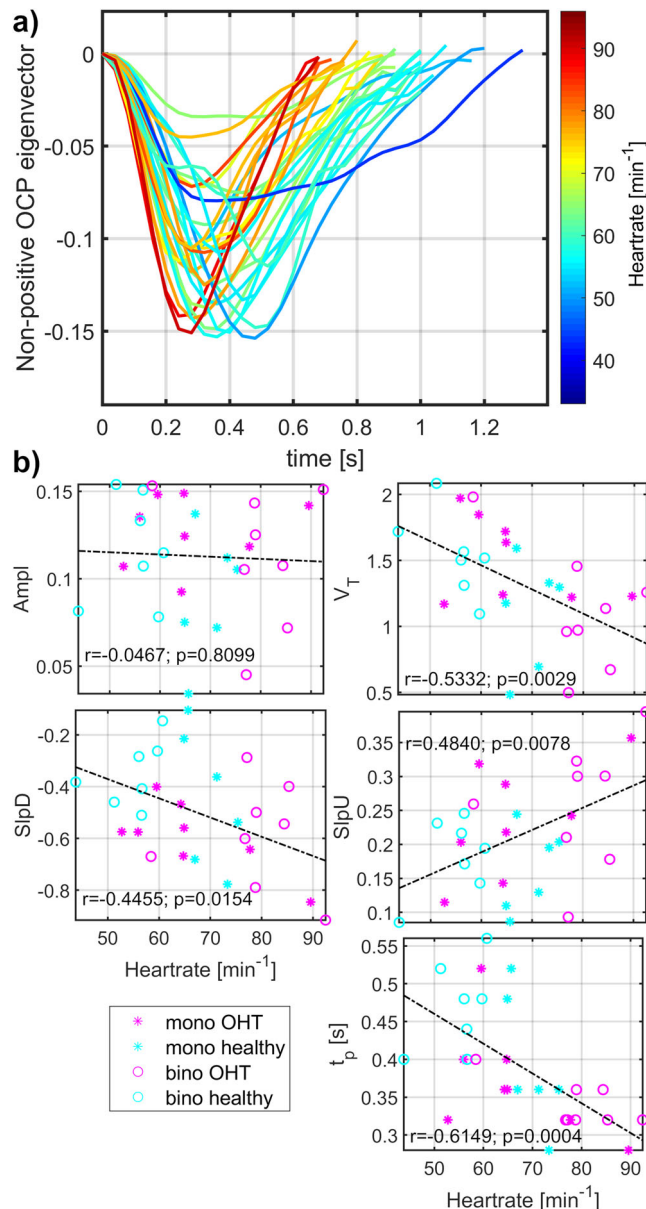 a)
Non-positive OCP eigenvector
0
-0.05
-0.1
-0.15
0 0.2 0.4 0.6 0.8 1 1.2
time [s]
90
80
70
60
50
40
Heartrate [min⁻¹]
b)
Ampl
0.15
0.1
0.05
r=-0.0467; p=0.8099
V_T
2
1.5
1
0.5
r=-0.5332; p=0.0029
SlpD
-0.2
-0.4
-0.6
-0.8
r=-0.4455; p=0.0154
50 60 70 80 90
Heartrate [min⁻¹]
SlpU
0.35
0.3
0.25
0.2
0.15
0.1
r=0.4840; p=0.0078
mono OHT
mono healthy
bino OHT
bino healthy
t_p [s]
0.55
0.5
0.45
0.4
0.35
0.3
r=-0.6149; p=0.0004
50 60 70 80 90
Heartrate [min⁻¹]